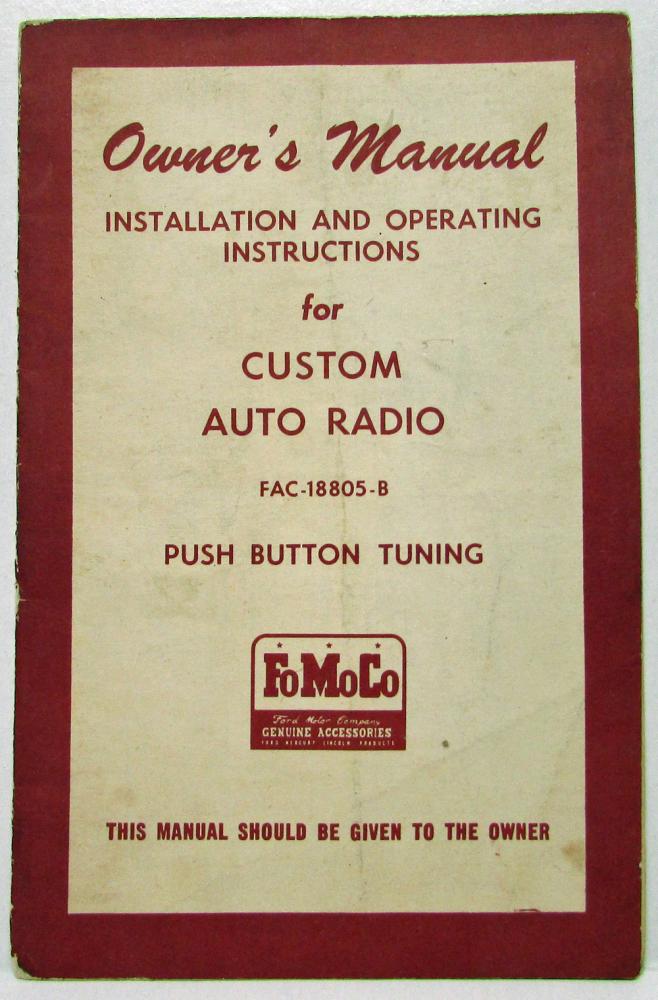 Owner's Manual
INSTALLATION AND OPERATING
INSTRUCTIONS
for
CUSTOM
AUTO RADIO
FAC-18805-B
PUSH BUTTON TUNING
FoMoCo
Ford Motor Company
GENUINE ACCESSORIES
FORD MERCURY LINCOLN PRODUCTS
THIS MANUAL SHOULD BE GIVEN TO THE OWNER